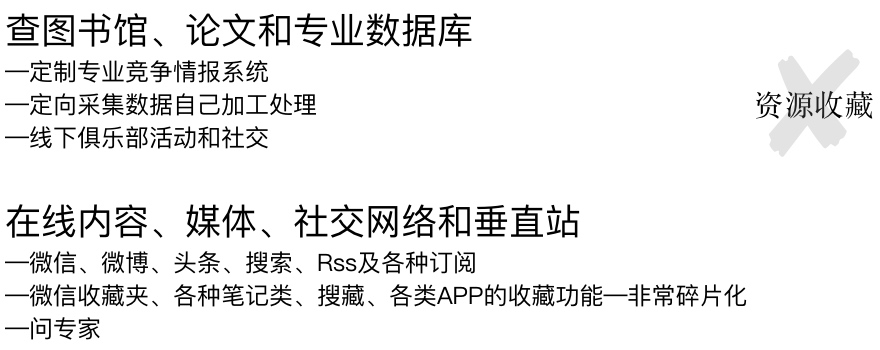 查图书馆、论文和专业数据库
—定制专业竞争情报系统
—定向采集数据自己加工处理
—线下俱乐部活动和社交
资源收藏
在线内容、媒体、社交网络和垂直站
—微信、微博、头条、搜索、Rss及各种订阅
—微信收藏夹、各种笔记类、搜藏、各类APP的收藏功能—非常碎片化
—问专家